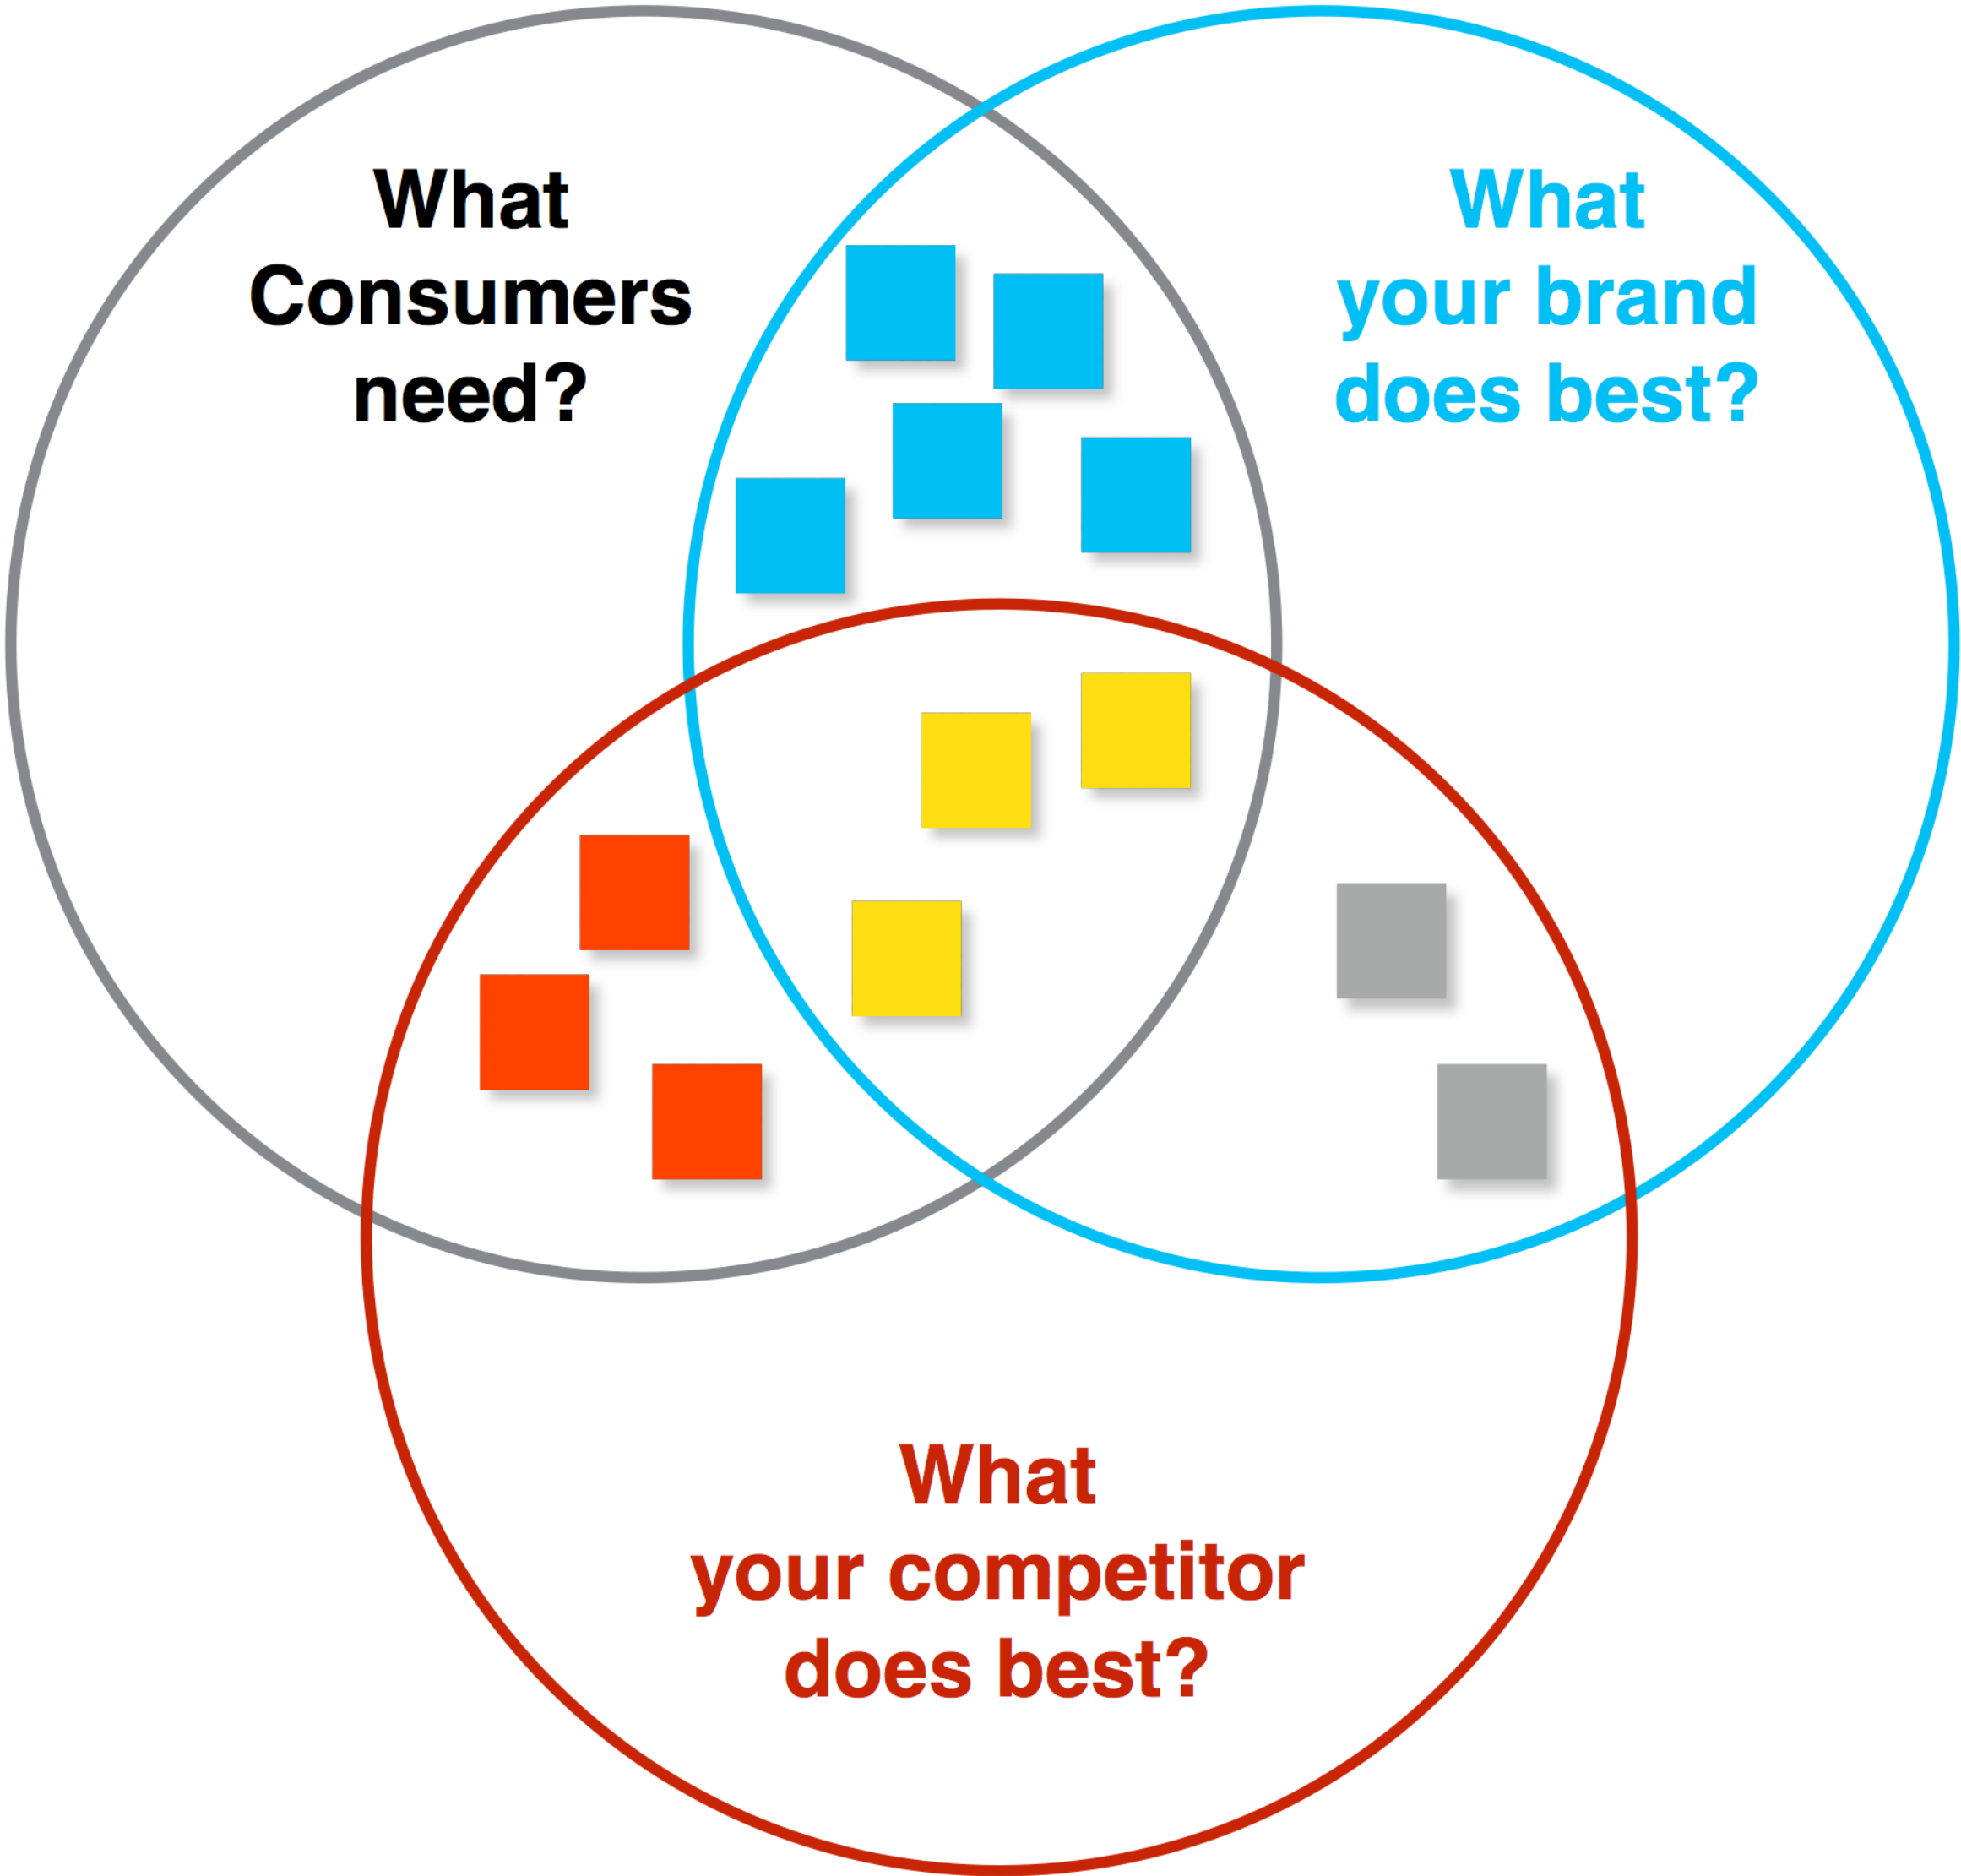 What
Consumers
need?
What
your brand
does best?
What
your competitor
does best?